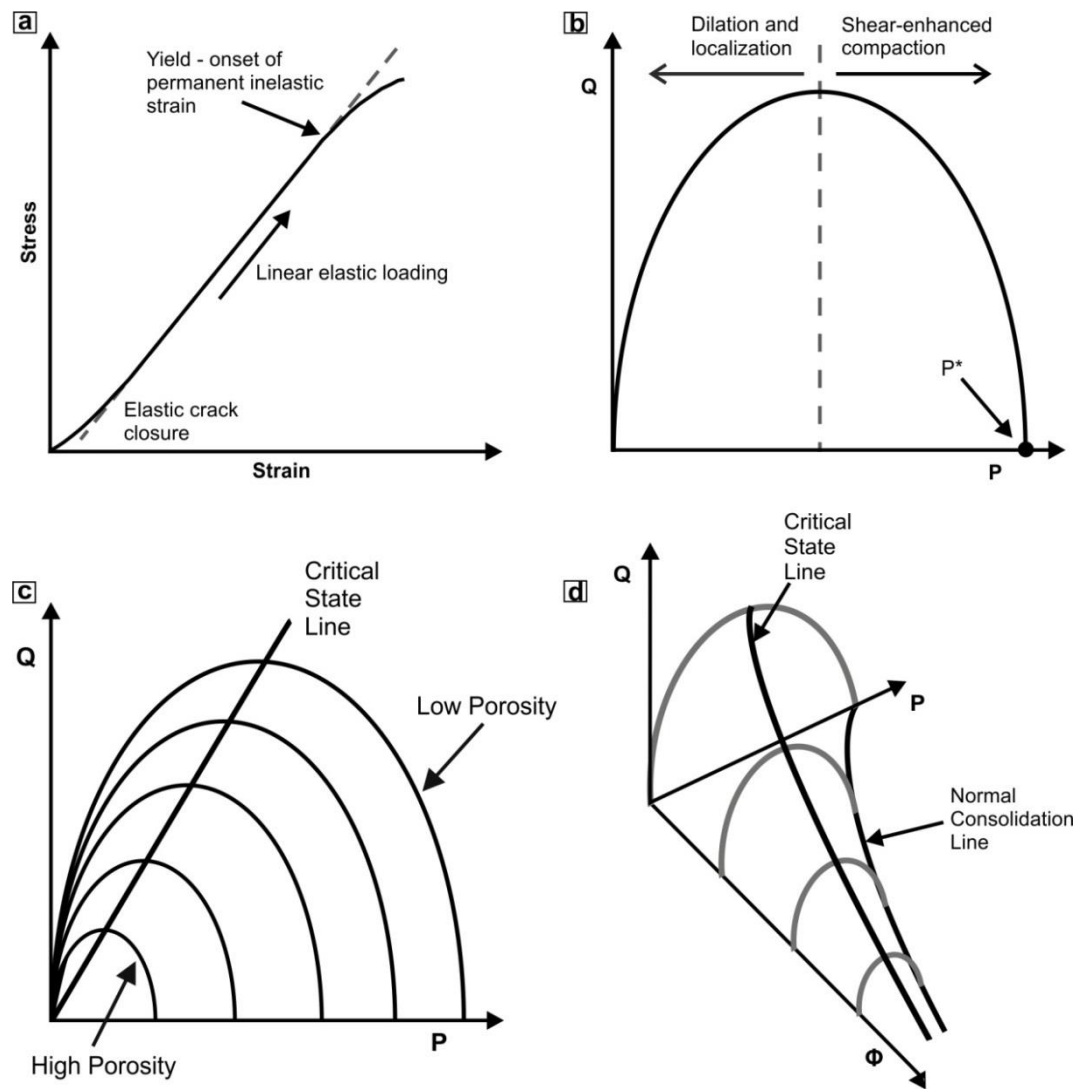 a
Yield - onset of
permanent inelastic
strain
Linear elastic loading
Elastic crack
closure
Stress
Strain
b
Dilation and
localization
Shear-enhanced
compaction
Q
P*
P
c
Critical
State
Line
Q
Low Porosity
P
High Porosity
d
Critical
State
Line
Q
P
Normal
Consolidation
Line
Φ